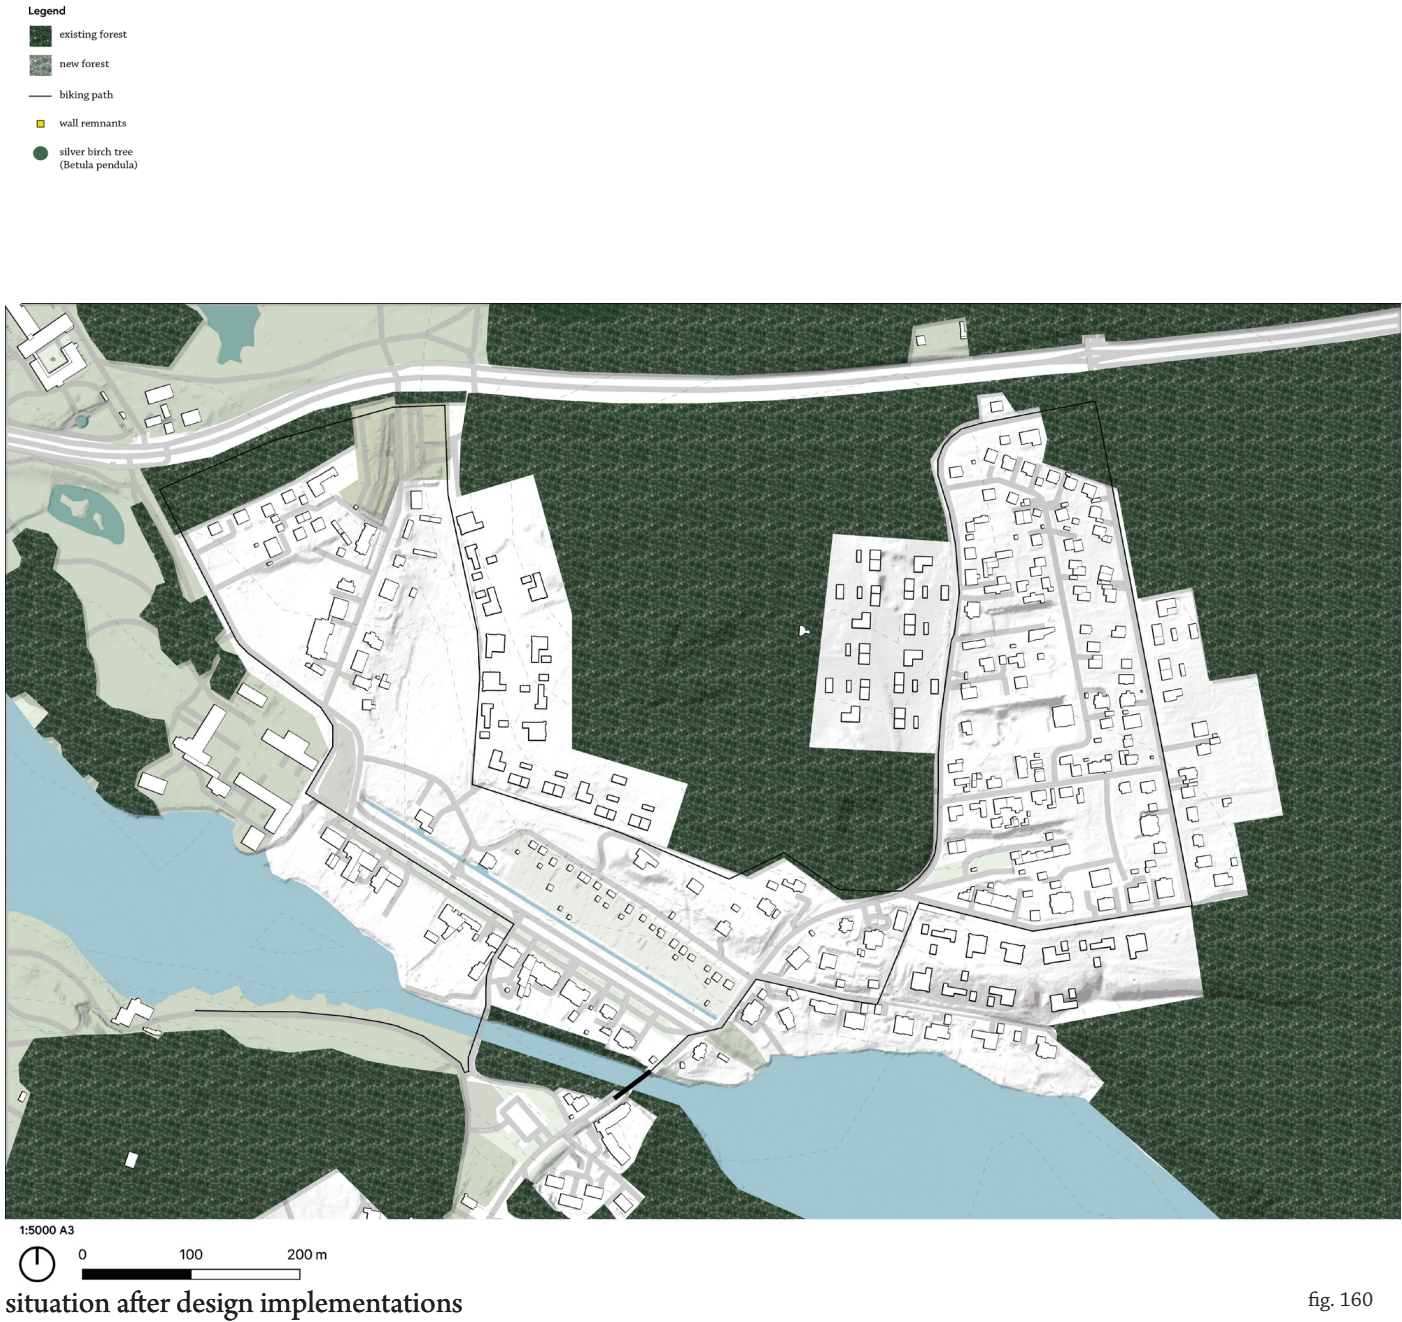 Legend
existing forest
new forest
biking path
wall remnants
silver birch tree
(Betula pendula)
1:5000 A3
0 100 200 m
situation after design implementations
fig. 160